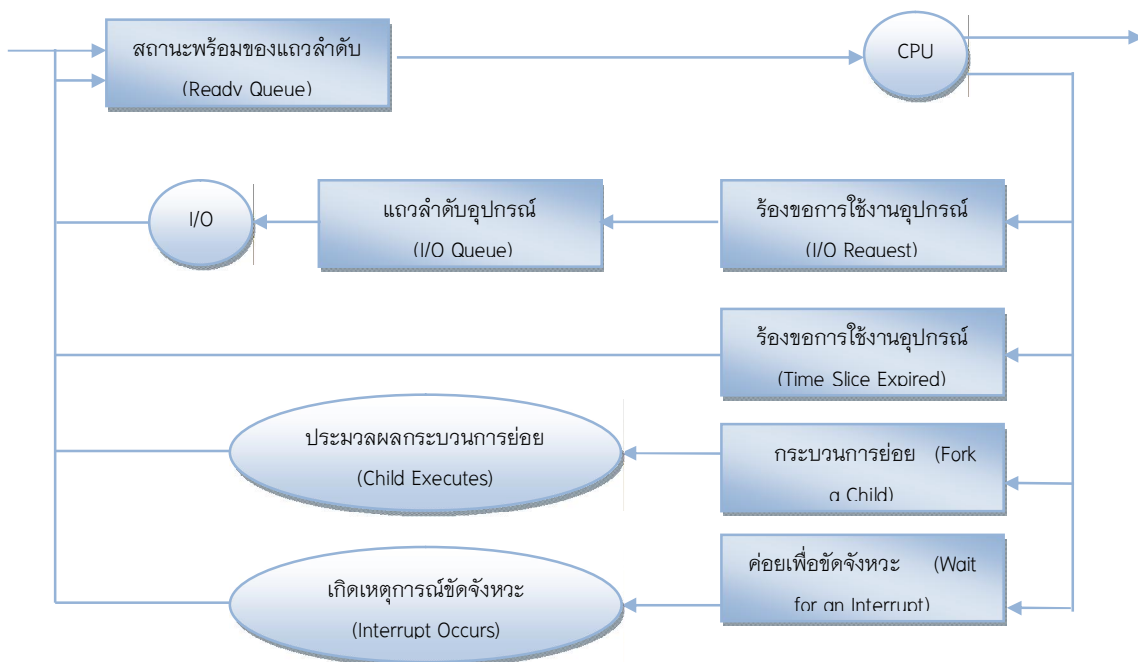 สถานะพร้อมของแถวลำดับ
(Ready Queue)
CPU
I/O
แถวลำดับอุปกรณ์
(I/O Queue)
ร้องขอการใช้งานอุปกรณ์
(I/O Request)
ร้องขอการใช้งานอุปกรณ์
(Time Slice Expired)
ประมวลผลกระบวนการย่อย
(Child Executes)
กระบวนการย่อย (Fork
a Child)
เกิดเหตุการณ์ขัดจังหวะ
(Interrupt Occurs)
ค่อยเพื่อขัดจังหวะ (Wait
for an Interrupt)